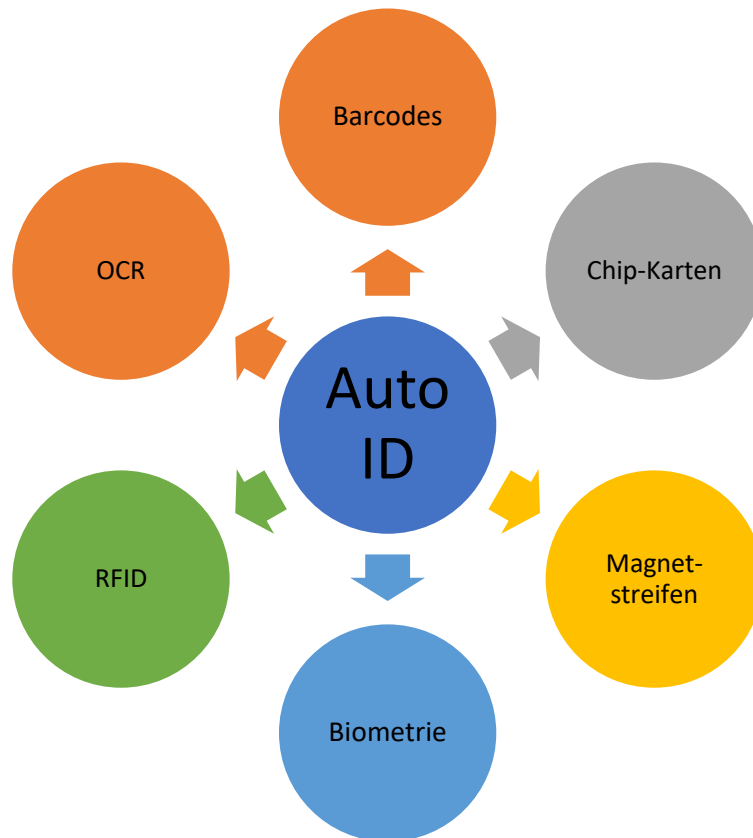 Barcodes
OCR
Chip-Karten
Auto
ID
RFID
Magnet-
streifen
Biometrie